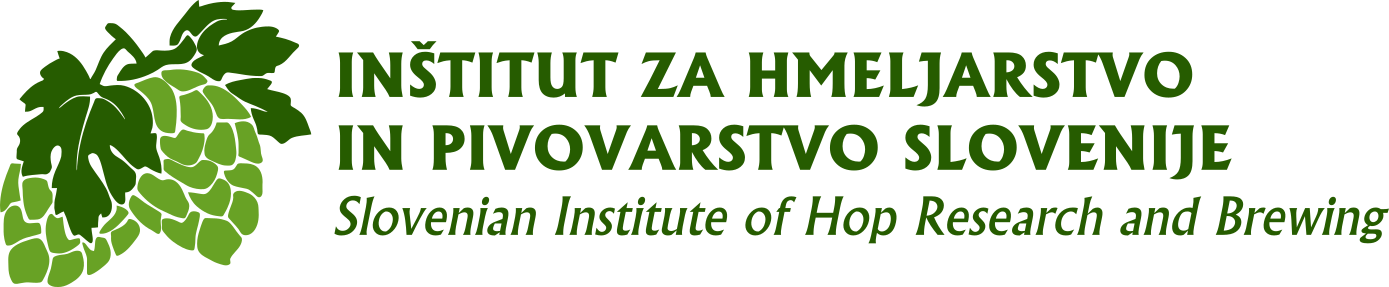 INŠTITUT ZA HMELJARSTVO
IN PIVOVARSTVO SLOVENIJE
Slovenian Institute of Hop Research and Brewing